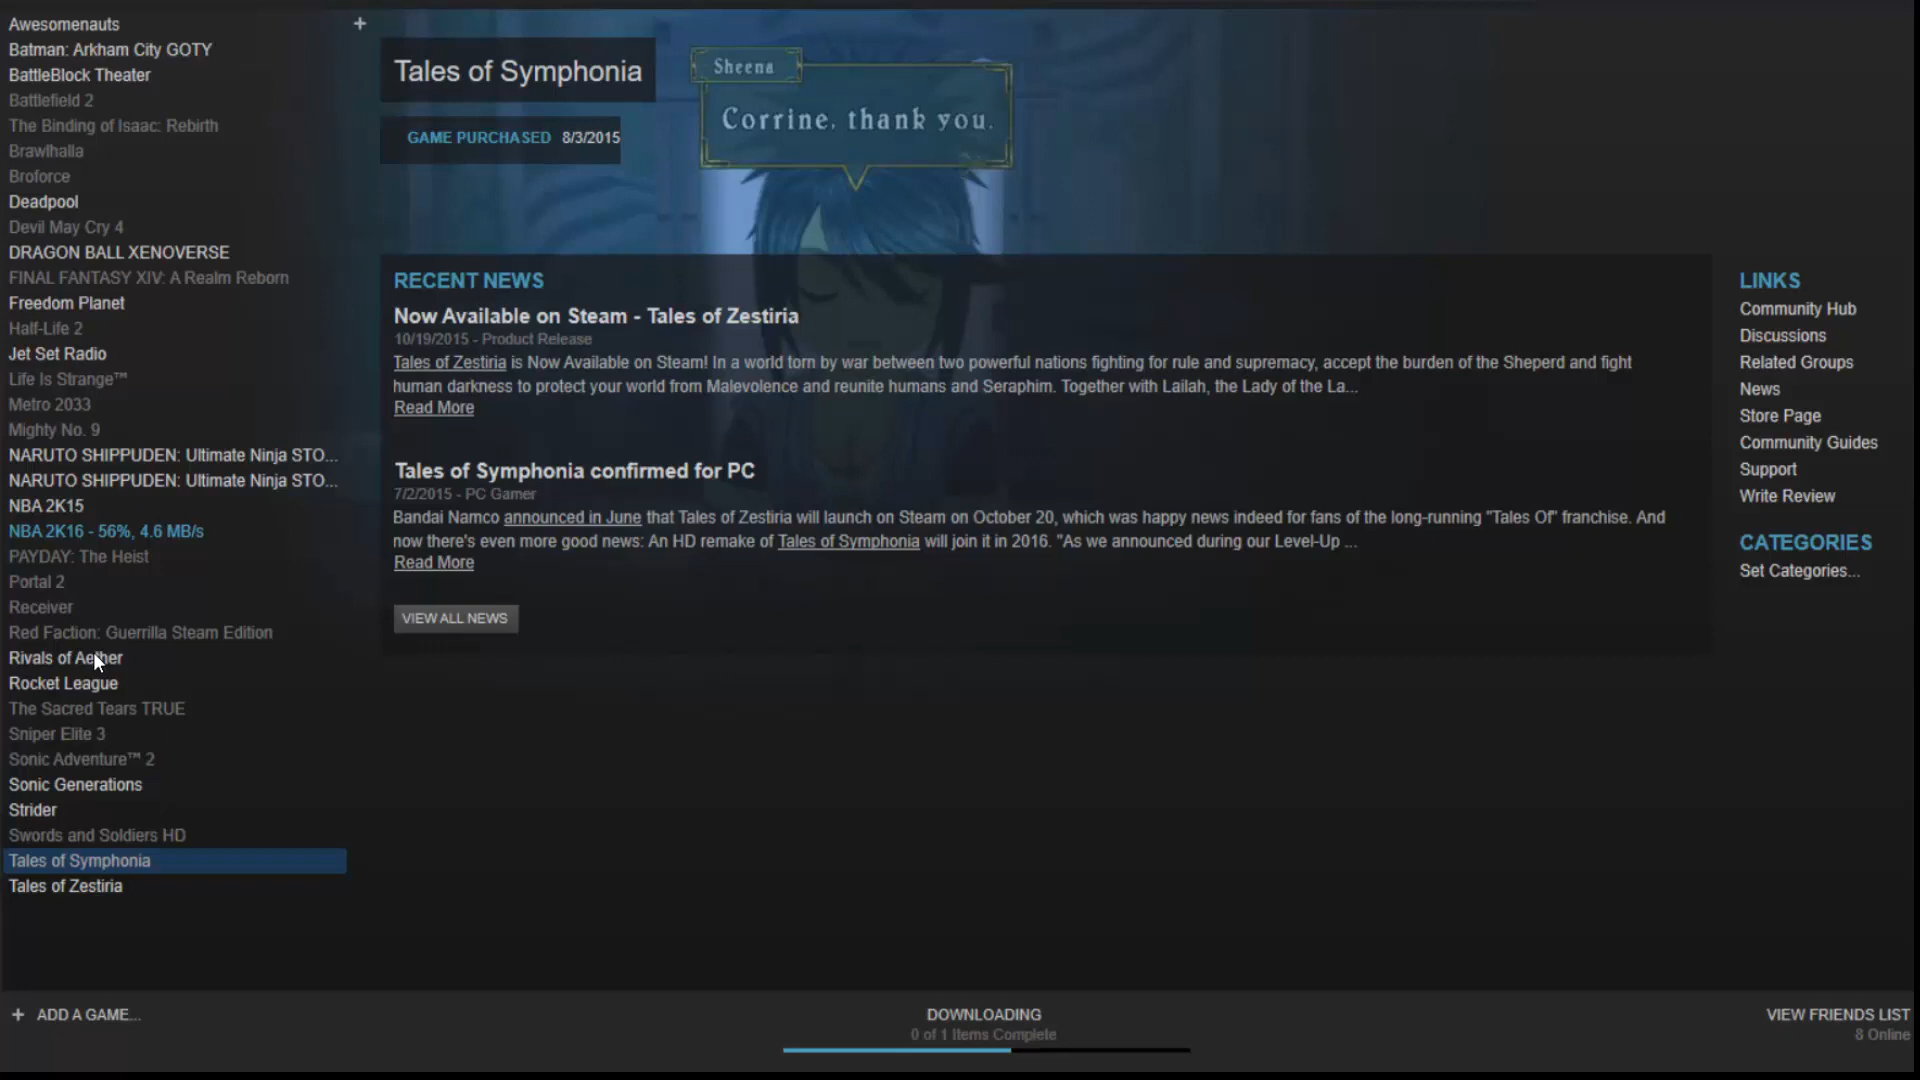 Awesomenauts
Batman: Arkham City GOTY
BattleBlock Theater
Battlefield 2
The Binding of Isaac: Rebirth
Brawlhalla
Broforce
Deadpool
Devil May Cry 4
DRAGON BALL XENOVERSE
FINAL FANTASY XIV: A Realm Reborn
Freedom Planet
Half-Life 2
Jet Set Radio
Life Is Strange™
Metro 2033
Mighty No. 9
NARUTO SHIPPUDEN: Ultimate Ninja STO...
NARUTO SHIPPUDEN: Ultimate Ninja STO...
NBA 2K15
NBA 2K16 - 56%, 4.6 MB/s
PAYDAY: The Heist
Portal 2
Receiver
Red Faction: Guerrilla Steam Edition
Rivals of Aether
Rocket League
The Sacred Tears TRUE
Sniper Elite 3
Sonic Adventure™ 2
Sonic Generations
Strider
Swords and Soldiers HD
Tales of Symphonia
Tales of Zestiria
+
Tales of Symphonia
GAME PURCHASED 8/3/2015
Sheena
Corrine, thank you.
RECENT NEWS
Now Available on Steam - Tales of Zestiria
10/19/2015 - Product Release
Tales of Zestiria is Now Available on Steam! In a world torn by war between two powerful nations fighting for rule and supremacy, accept the burden of the Sheperd and fight
human darkness to protect your world from Malevolence and reunite humans and Seraphim. Together with Lailah, the Lady of the La...
Read More
Tales of Symphonia confirmed for PC
7/2/2015 - PC Gamer
Bandai Namco announced in June that Tales of Zestiria will launch on Steam on October 20, which was happy news indeed for fans of the long-running "Tales Of" franchise. And
now there's even more good news: An HD remake of Tales of Symphonia will join it in 2016. "As we announced during our Level-Up ...
Read More
VIEW ALL NEWS
LINKS
Community Hub
Discussions
Related Groups
News
Store Page
Community Guides
Support
Write Review
CATEGORIES
Set Categories...
+ ADD A GAME...
DOWNLOADING
0 of 1 Items Complete
VIEW FRIENDS LIST
8 Online